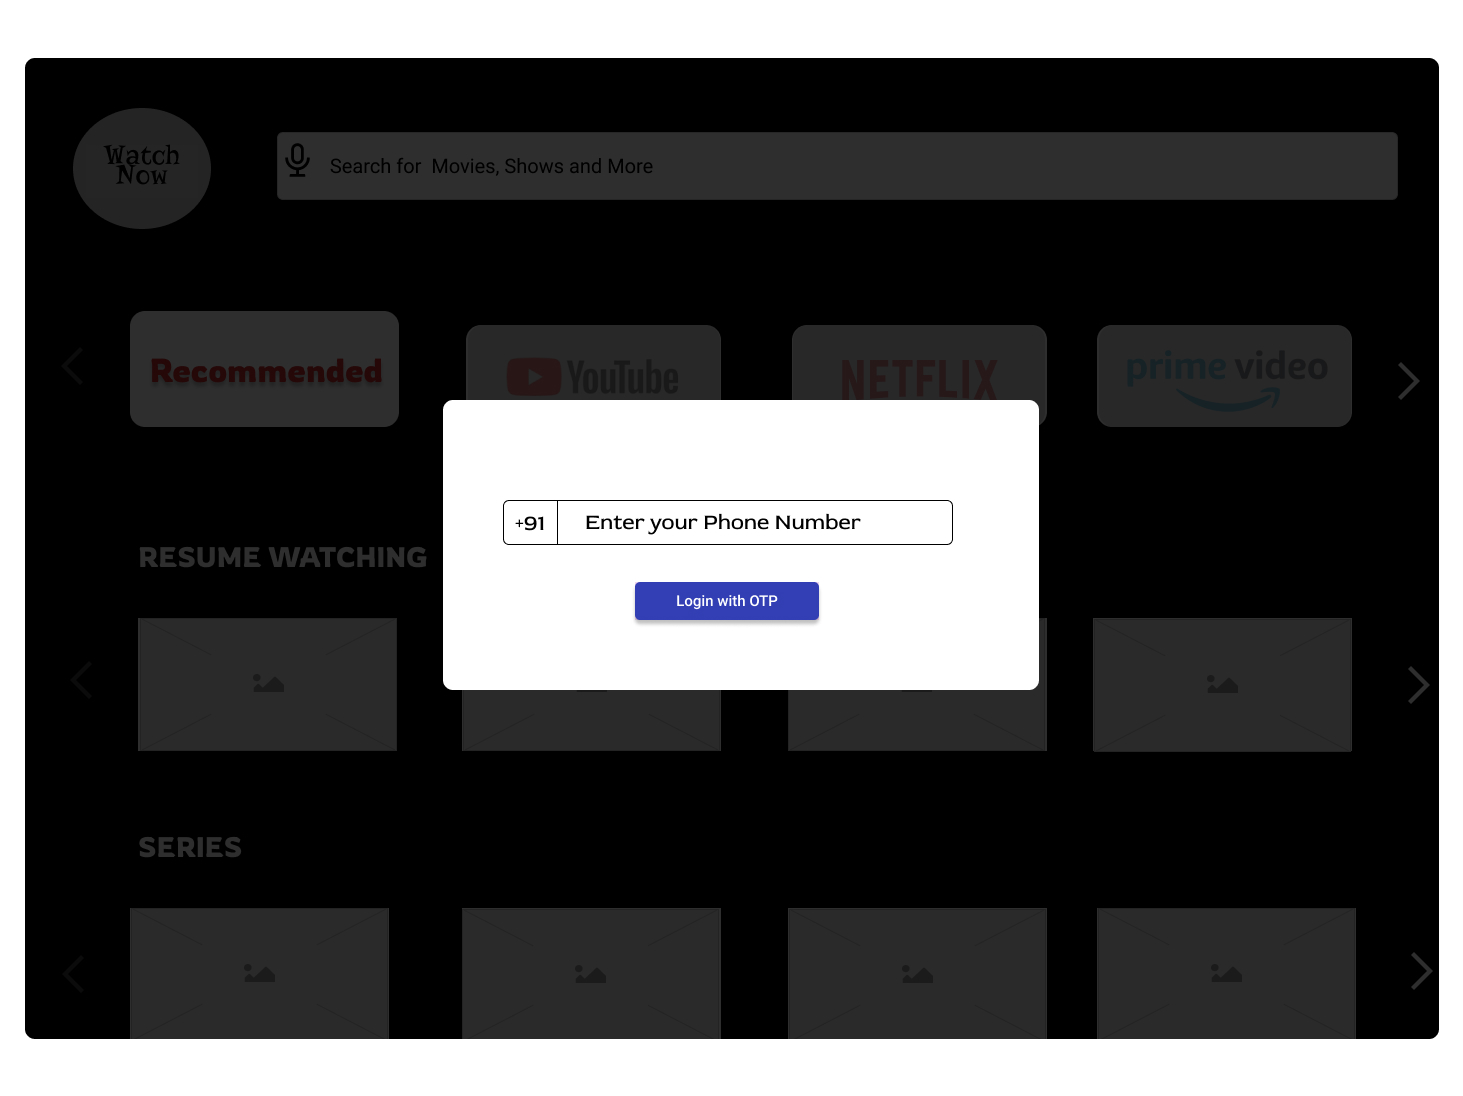 Watch
Now
Search for  Movies, Shows and More
Recommended
YouTube
NETFLIX
prime video
+91
Enter your Phone Number
Login with OTP
RESUME WATCHING
SERIES